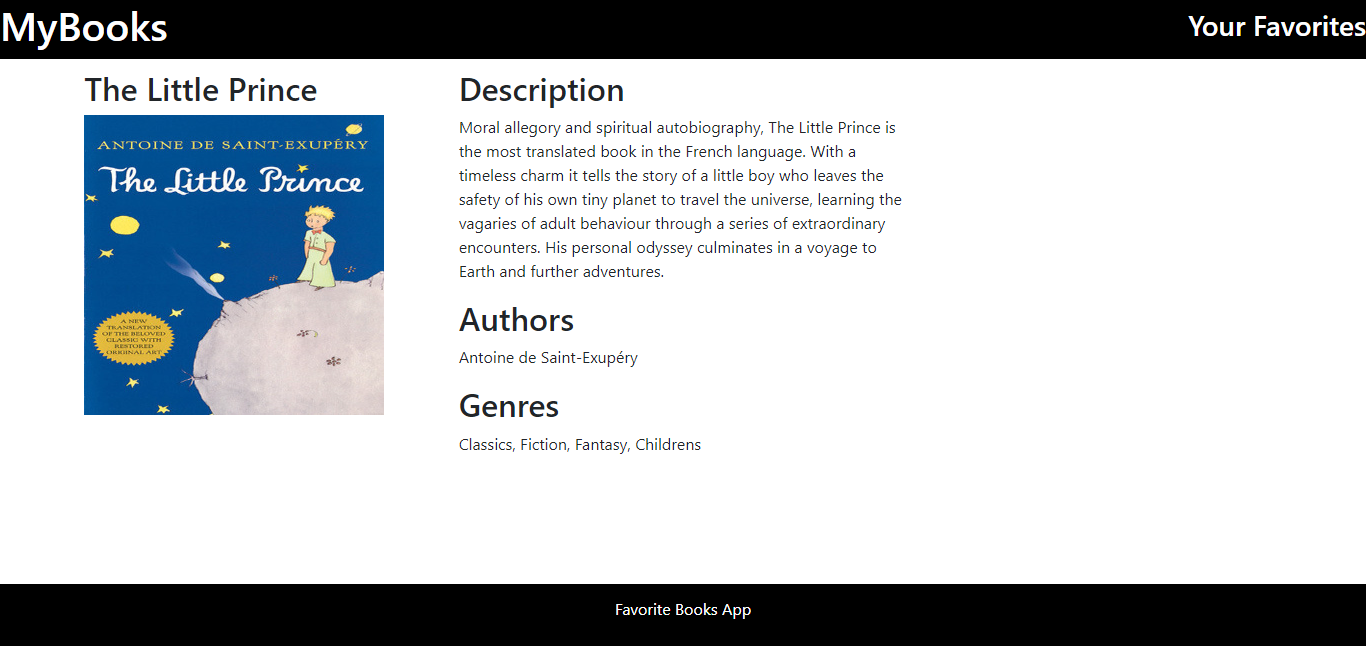 MyBooks
Your Favorites
The Little Prince
ANTOINE DE SAINT-EXUPÉRY
The Little Prince
A NEW
TRANSLATION
OF THE BELOVED
CLASSIC WITH
RESTORED
ORIGINAL ART
Description
Moral allegory and spiritual autobiography, The Little Prince is
the most translated book in the French language. With a
timeless charm it tells the story of a little boy who leaves the
safety of his own tiny planet to travel the universe, learning the
vagaries of adult behaviour through a series of extraordinary
encounters. His personal odyssey culminates in a voyage to
Earth and further adventures.
Authors
Antoine de Saint-Exupéry
Genres
Classics, Fiction, Fantasy, Childrens
Favorite Books App